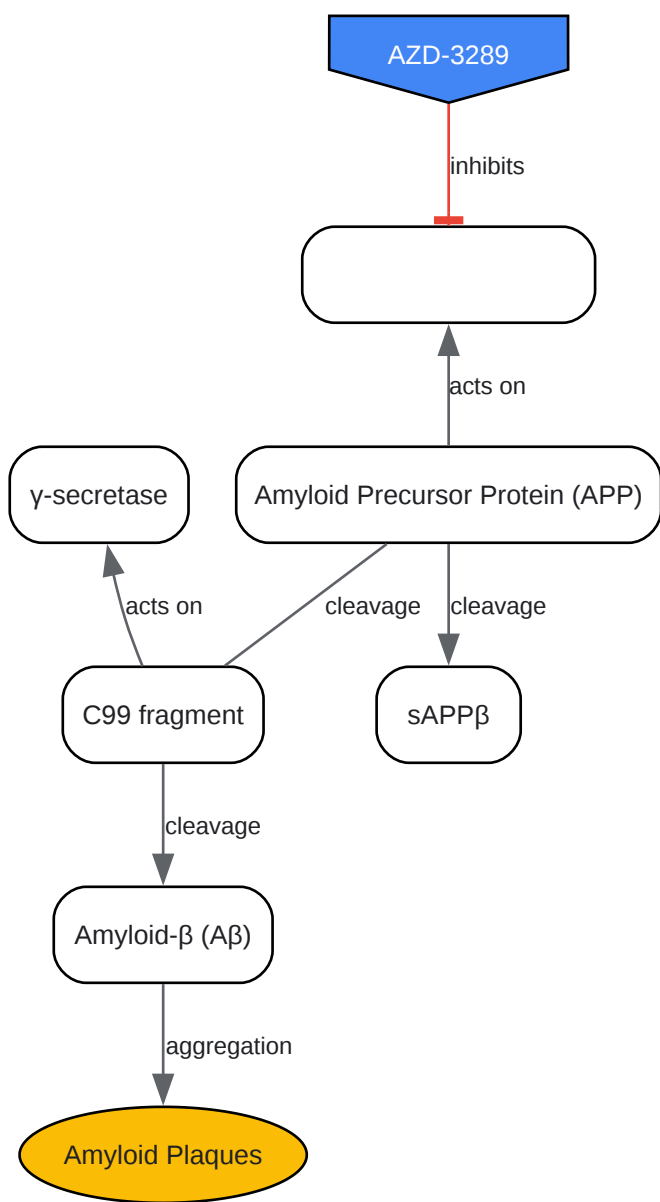 AZD-3289
inhibits
acts on
γ-secretase
Amyloid Precursor Protein (APP)
acts on
cleavage
cleavage
C99 fragment
sAPPβ
cleavage
Amyloid-β (Aβ)
aggregation
Amyloid Plaques